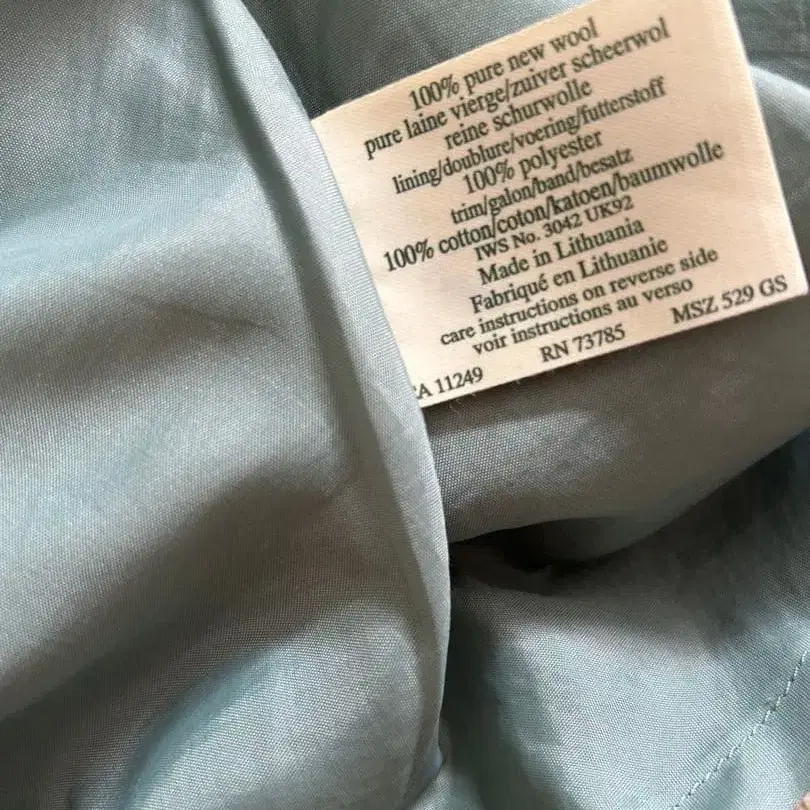 100% pure new wool
pure laine vierge/zuiver scheerwol
reine schurwolle
lining/doublure/voering/futterstoff
100% polyester
trim/galon/band/besatz
100% cotton/coton/katoen/baumwolle
IWS No. 3042 UK92
Made in Lithuania
Fabriqué en Lithuanie
care instructions on reverse side
voir instructions au verso
11249 RN 73785 MSZ 529 GS